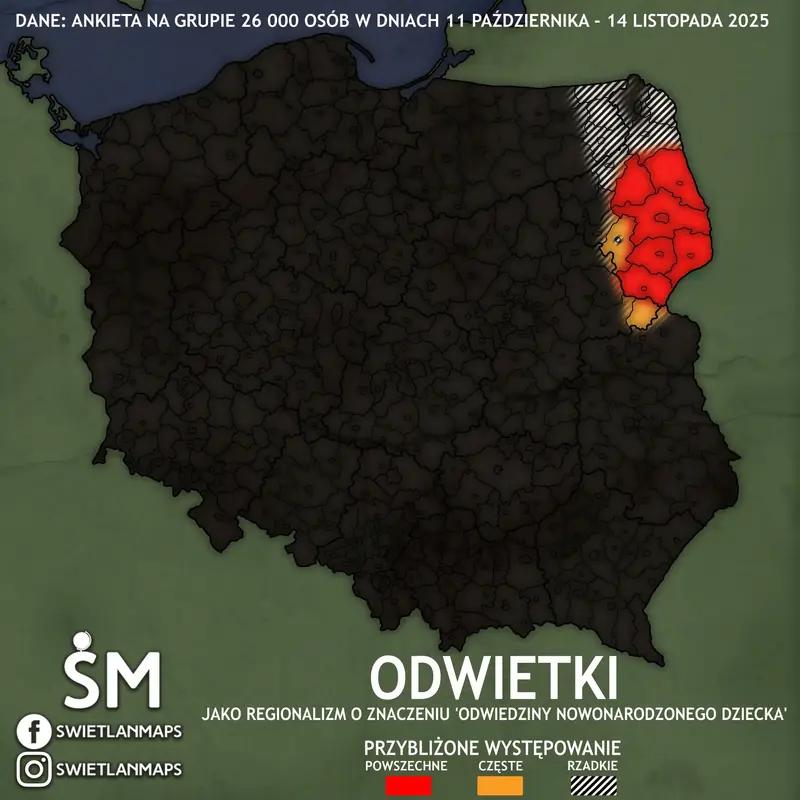 DANE: ANKIETA NA GRUPIE 26 000 OSÓB W DNIACH 11 PAŹDZIERNIKA - 14 LISTOPADA 2025
ŚM
SWIETLANMAPS
SWIETLANMAPS
ODWIETKI
JAKO REGIONALIZM O ZNACZENIU 'ODWIEDZINY NOWONARODZONEGO DZIECKA'
PRZYBLIŻONE WYSTĘPOWANIE
POWSZECHNE CZĘSTE RZADKIE